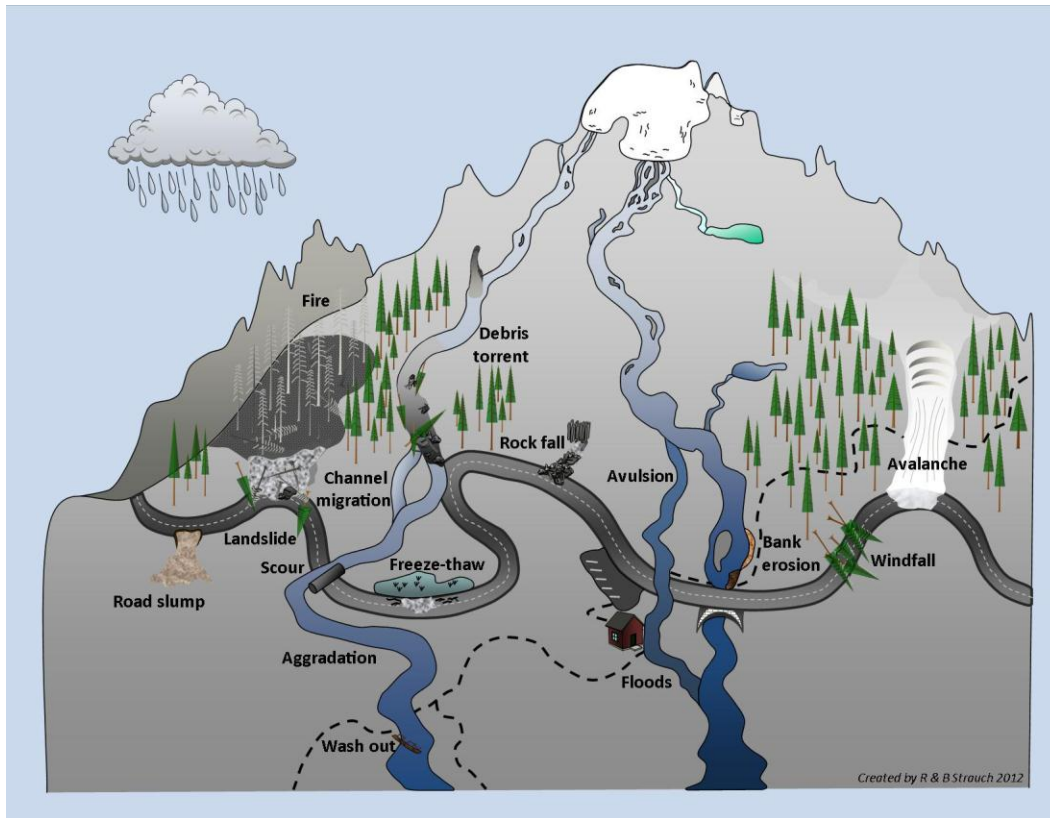 Fire
Debris
torrent
Rock fall
Channel
migration
Avulsion
Avalanche
Landslide
Scour
Freeze-thaw
Bank
erosion
Windfall
Road slump
Aggradation
Floods
Wash out
Created by R & B Strauch 2012